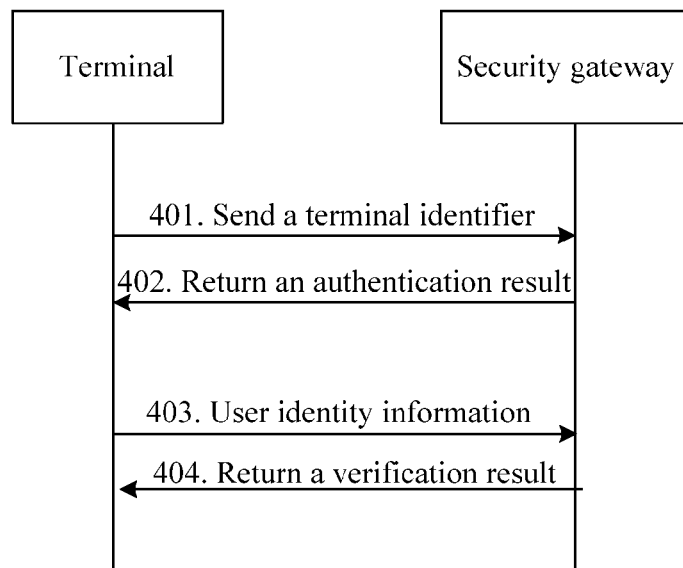 Terminal
Security gateway
401. Send a terminal identifier
402. Return an authentication result
403. User identity information
404. Return a verification result